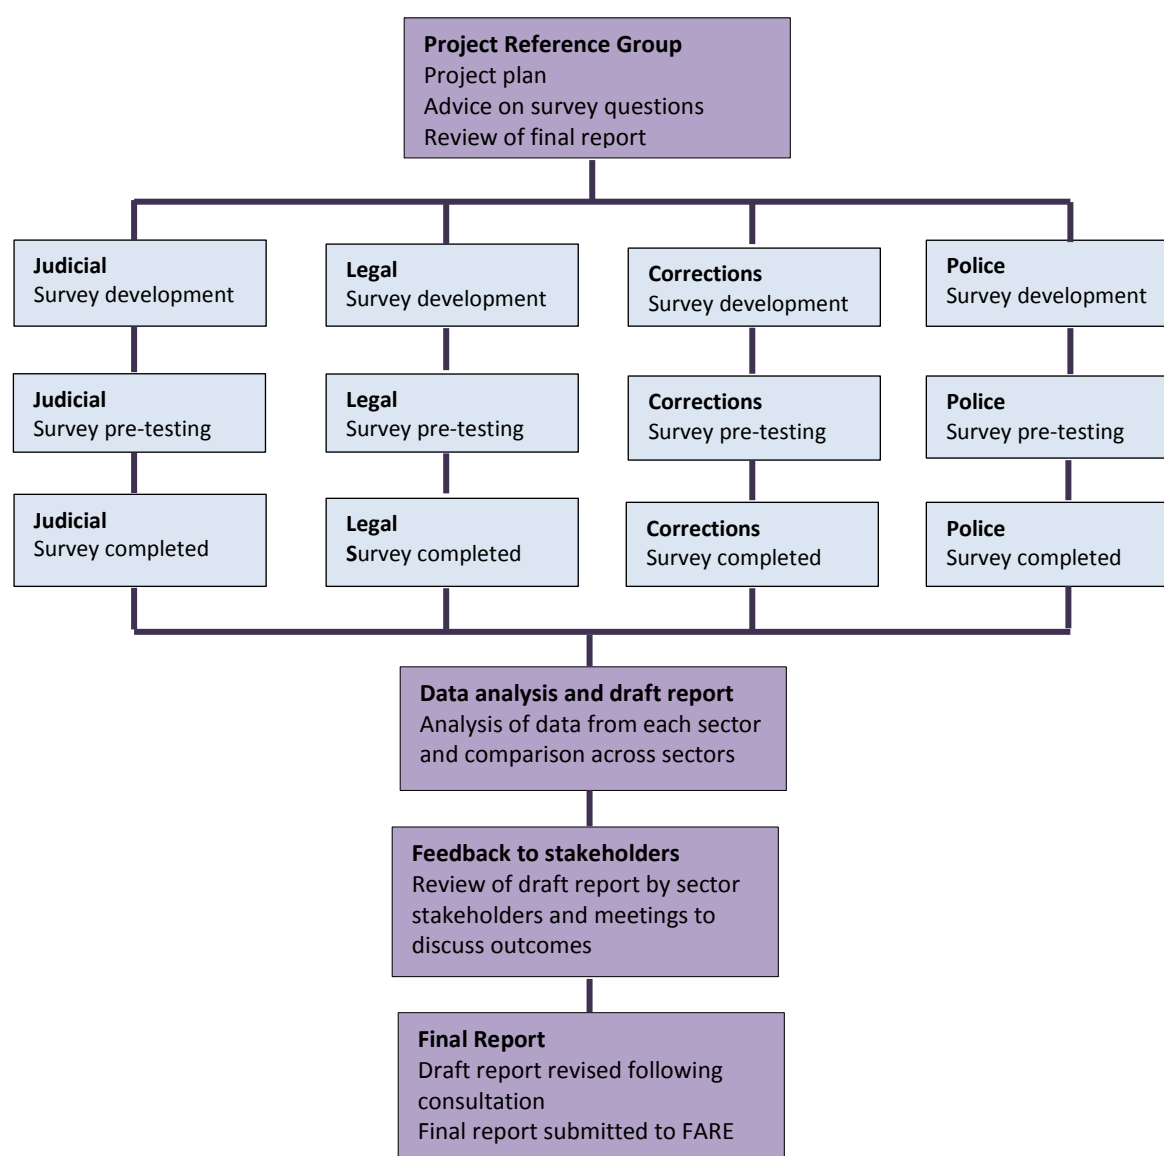 Project Reference Group
Project plan
Advice on survey questions
Review of final report
Judicial
Survey development
Legal
Survey development
Corrections
Survey development
Police
Survey development
Judicial
Survey pre-testing
Legal
Survey pre-testing
Corrections
Survey pre-testing
Police
Survey pre-testing
Judicial
Survey completed
Legal
Survey completed
Corrections
Survey completed
Police
Survey completed
Data analysis and draft report
Analysis of data from each sector
and comparison across sectors
Feedback to stakeholders
Review of draft report by sector
stakeholders and meetings to
discuss outcomes
Final Report
Draft report revised following
consultation
Final report submitted to FARE